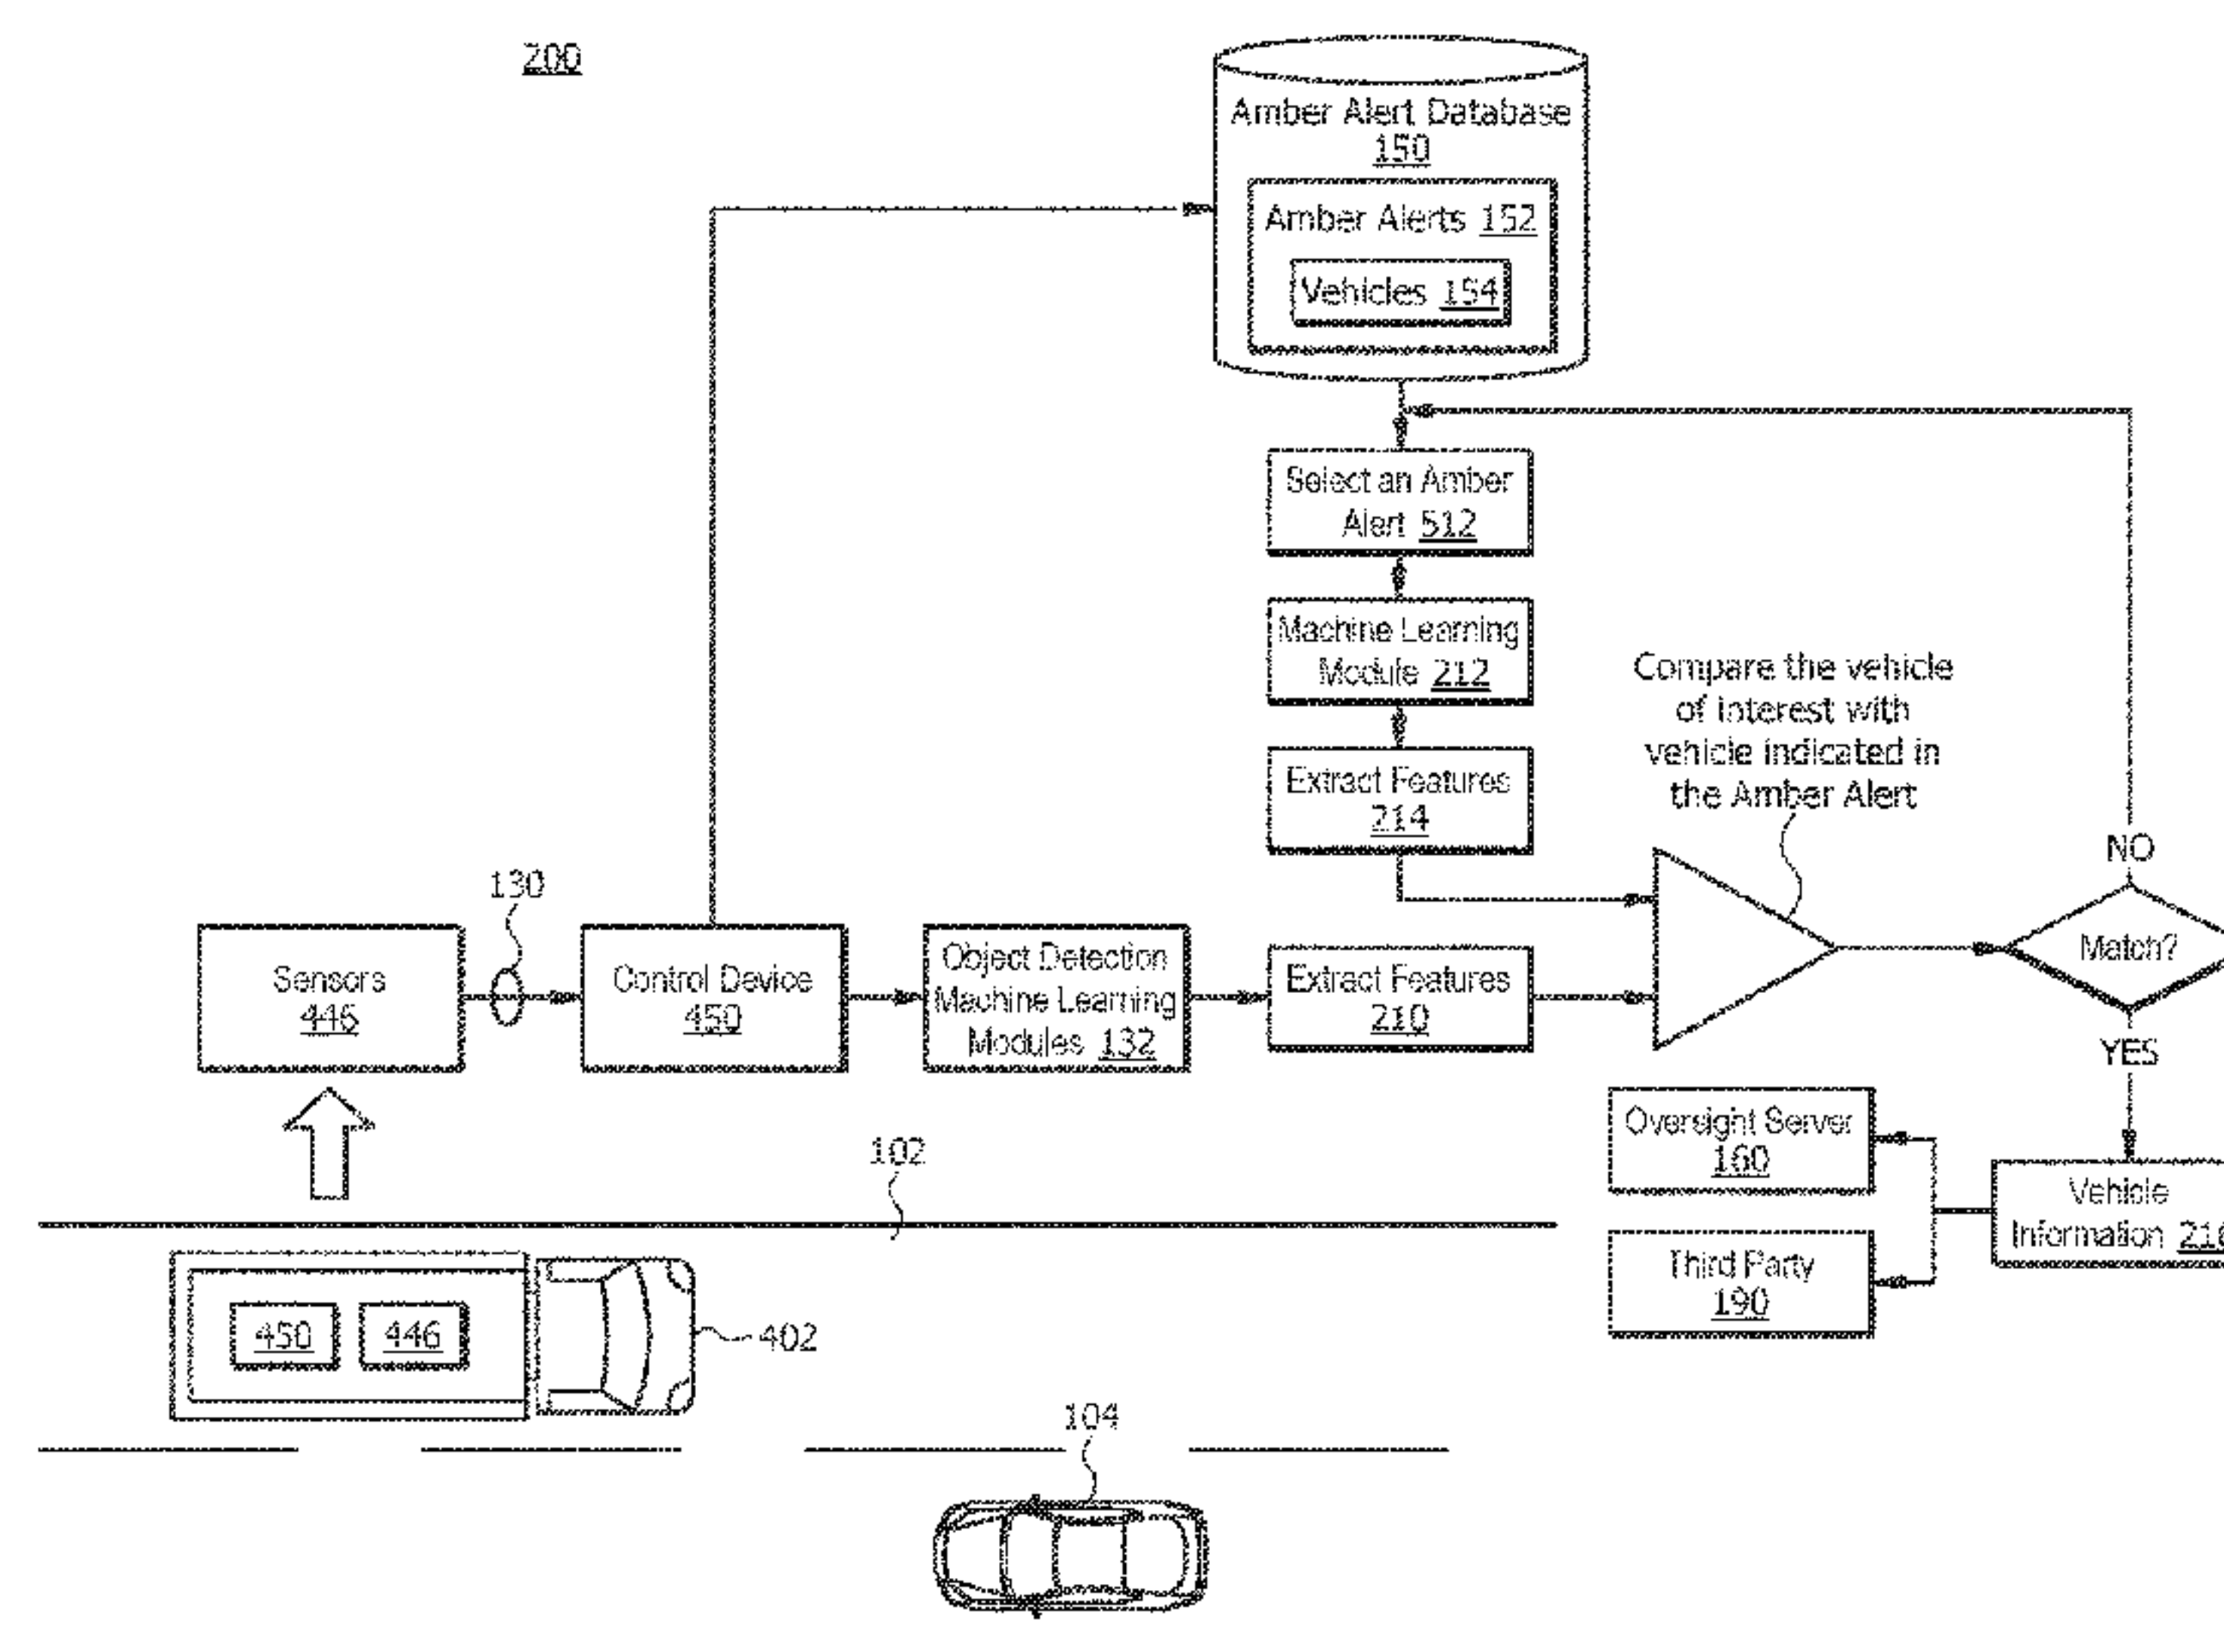 200
Amber Alert Database
150
Amber Alerts 152
Vehicles 154
Select an Amber
Alert 512
Machine Learning
Module 212
Extract Features
214
Compare the vehicle
of interest with
vehicle indicated in
the Amber Alert
NO
Match?
YES
130
Sensors
446
Control Device
450
Object Detection
Machine Learning
Modules 132
Extract Features
210
Oversight Server
160
Third Party
190
Vehicle
Information 216
102
450
446
402
104